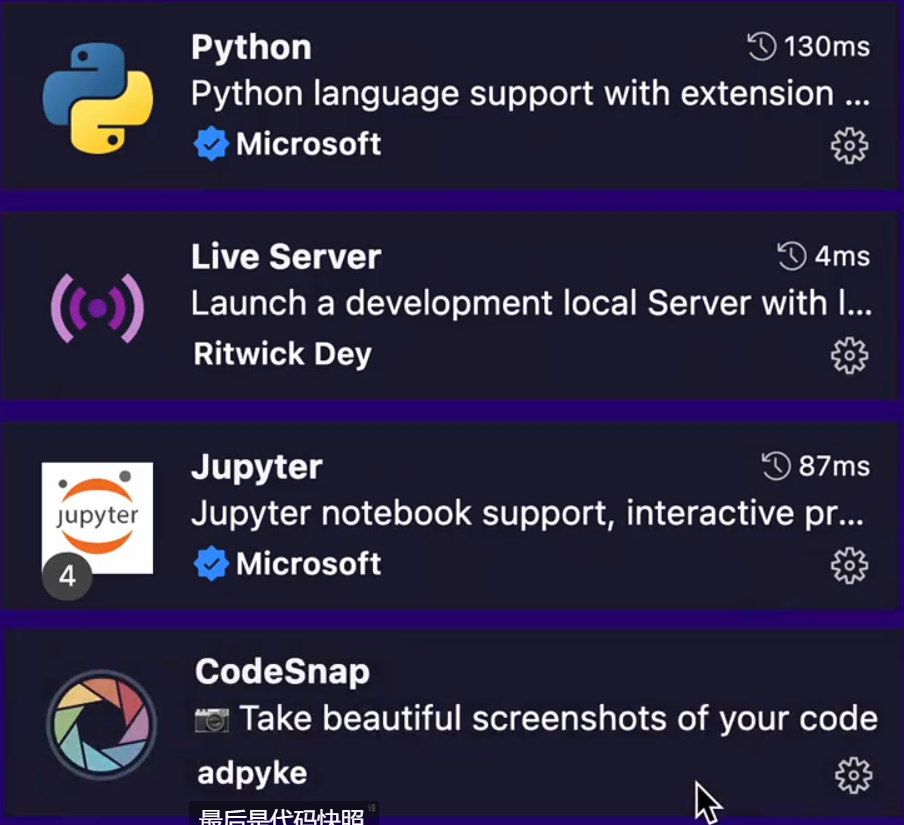 Python
130ms
Python language support with extension ...
Microsoft
Live Server
4ms
Launch a development local Server with l...
Ritwick Dey
jupyter
4
Jupyter
87ms
Jupyter notebook support, interactive pr...
Microsoft
CodeSnap
Take beautiful screenshots of your code
adpyke
最后是代码快照
译